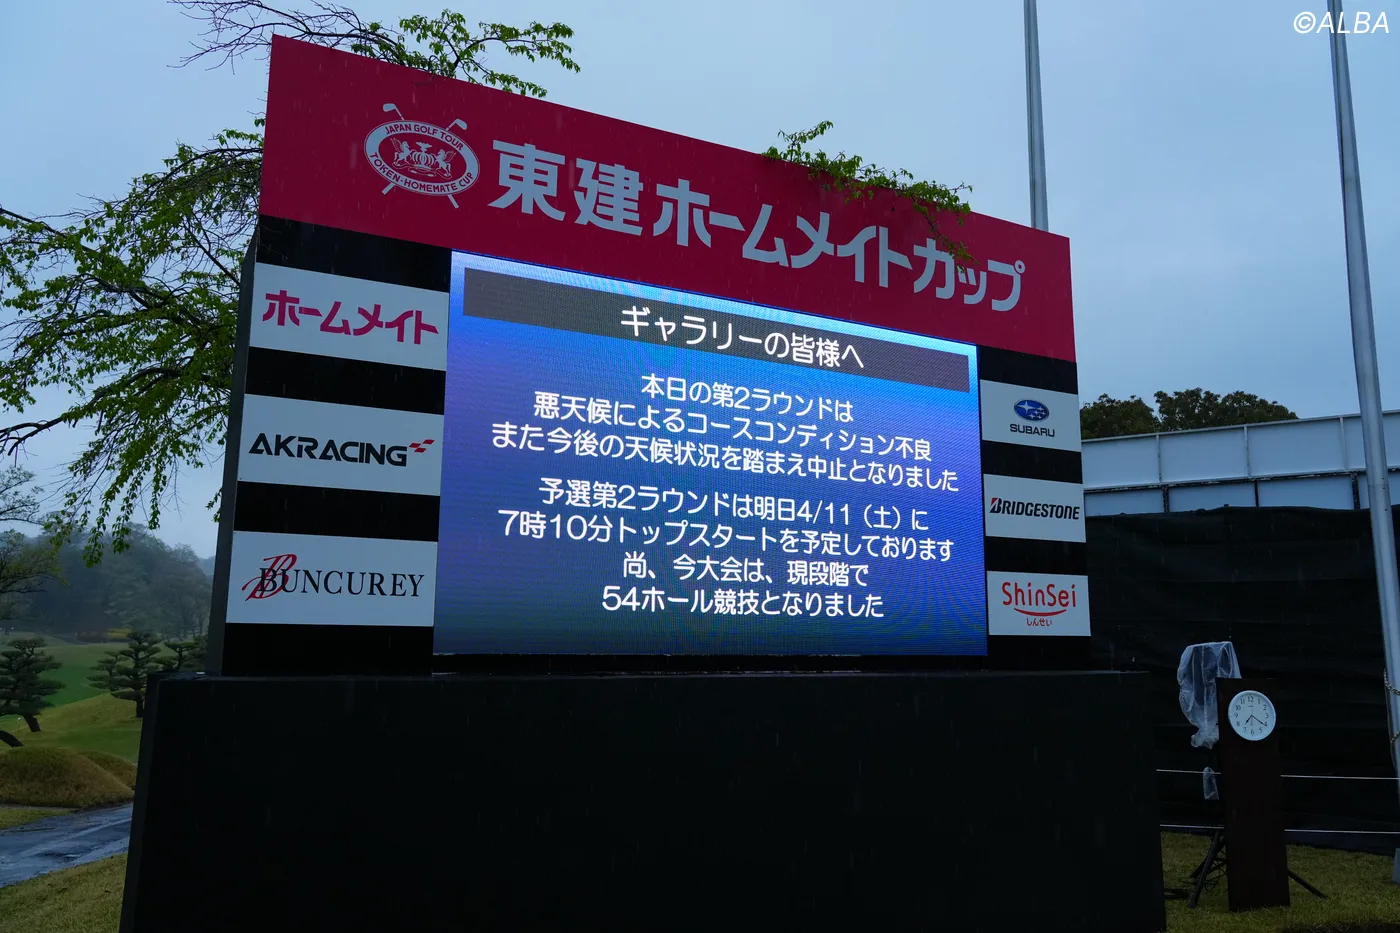 ©ALBA
JAPAN GOLF TOUR
TOKEN-HOMEMATE CUP
東建ホームメイトカップ
ホームメイト
AKRACING
BUNCUREY
ギャラリーの皆様へ
本日の第2ラウンドは
悪天候によるコースコンディション不良
また今後の天候状況を踏まえ中止となりました
予選第2ラウンドは明日4/11(土)に
7時10分トップスタートを予定しております
尚、今大会は、現段階で
54ホール競技となりました
SUBARU
BRIDGESTONE
ShinSei
しんせい